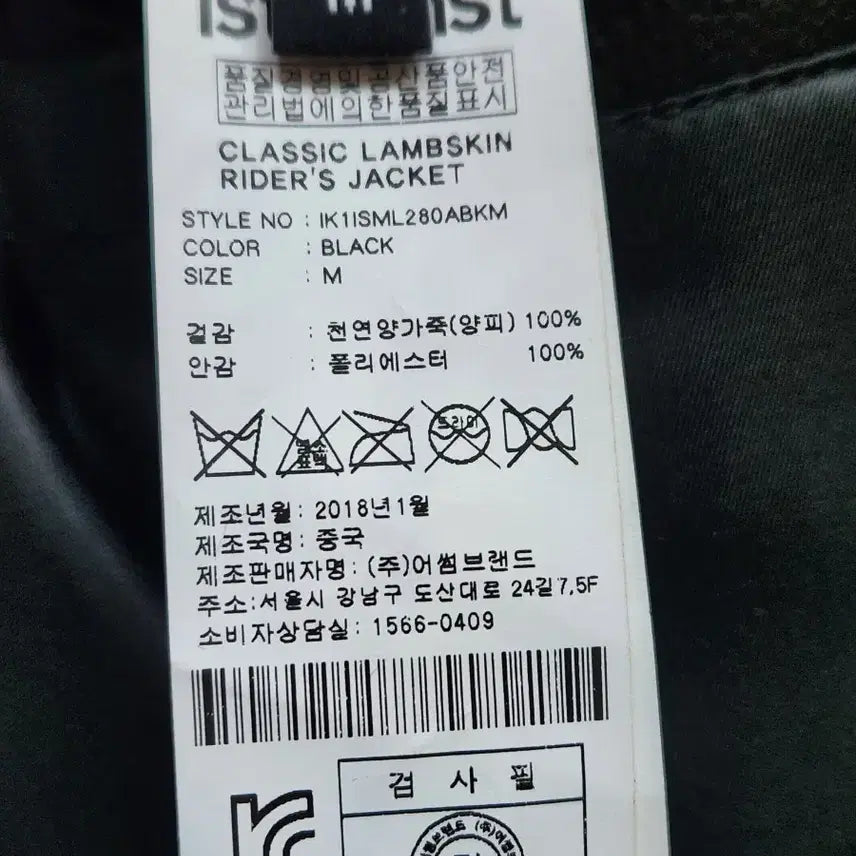 품질경영및공산품안전
관리법에의한품질표시
CLASSIC LAMBSKIN
RIDER'S JACKET
STYLE NO : IK1ISML280ABKM
COLOR : BLACK
SIZE : M
겉감 : 천연양가죽(양피) 100%
안감 : 폴리에스터 100%
염소 표백 드라이
제조년월: 2018년1월
제조국명: 중국
제조판매자명: (주)어썸브랜드
주소:서울시 강남구 도산대로 24길7,5F
소비자상담실: 1566-0409
검 사 필